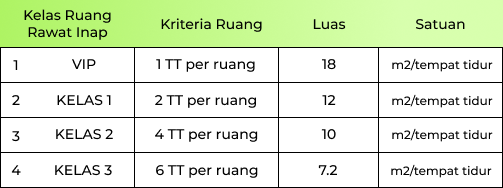 Kelas Ruang
Rawat Inap
Kriteria Ruang
Luas
Satuan
1 VIP 1 TT per ruang 18 m2/tempat tidur
2 KELAS 1 2 TT per ruang 12 m2/tempat tidur
3 KELAS 2 4 TT per ruang 10 m2/tempat tidur
4 KELAS 3 6 TT per ruang 7.2 m2/tempat tidur